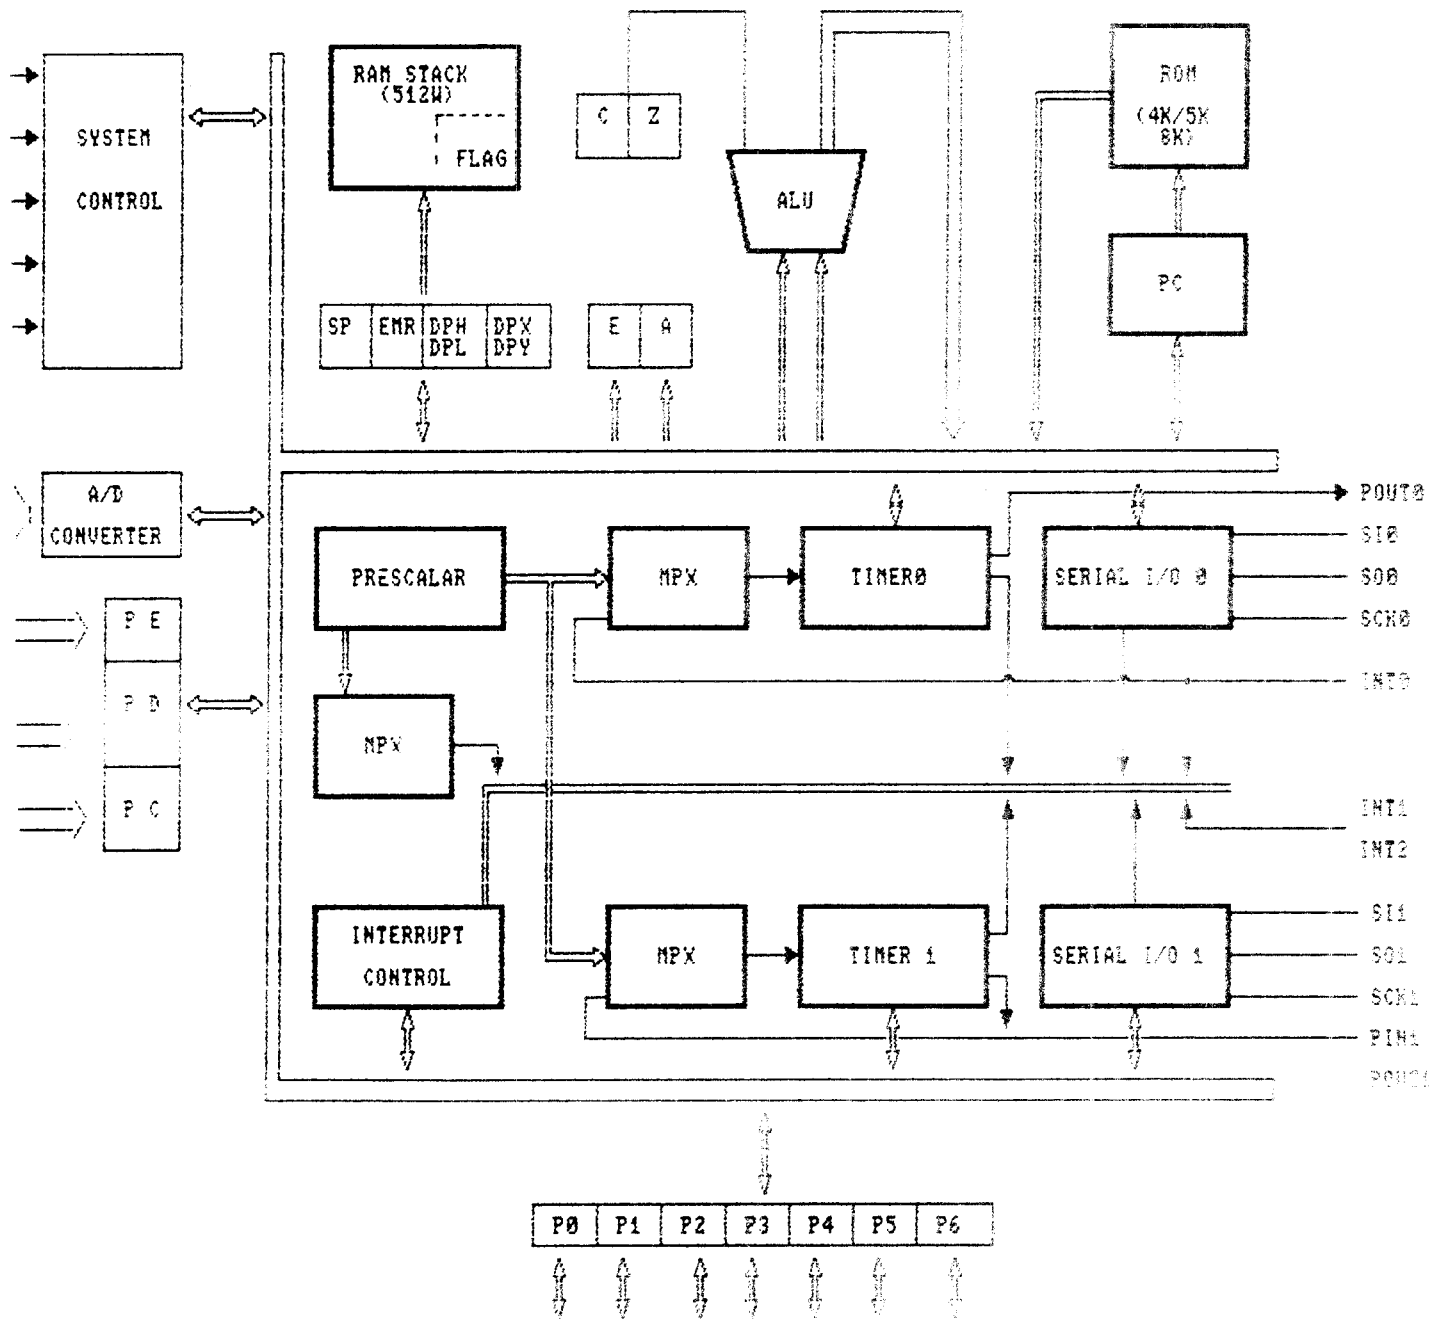 SYSTEM
CONTROL
RAM STACK
(512W)
FLAG
C Z
ALU
ROM
(4K/5K
8K)
PC
SP EMR DPH DPX
DPL DPY
E A
A/D
CONVERTER
P E
P D
P C
PRESCALAR
MPX
TIMER0
SERIAL I/O 0
POUT0
SI0
SO0
SCK0
INT0
MPX
INT1
INT2
INTERRUPT
CONTROL
MPX
TIMER 1
SERIAL I/O 1
SI1
SO1
SCK1
PIN1
POUT1
P0 P1 P2 P3 P4 P5 P6